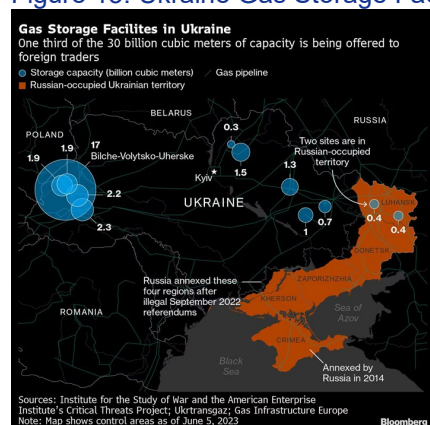 Gas Storage Facilites in Ukraine
One third of the 30 billion cubic meters of capacity is being offered to
foreign traders
Storage capacity (billion cubic meters) Gas pipeline
Russian-occupied Ukrainian territory
BELARUS
RUSSIA
POLAND
0.3
1.9
1.9
17
Bilche-Volytsko-Uherske
Two sites are in
Russian-occupied
territory
Kyiv
1.5
1.3
2.2
UKRAINE
LUHANSK
2.3
1
0.7
0.4
0.4
DONETSK
Russia annexed these
four regions after
illegal September 2022
referendums
ZAPORIZHZHIA
KHERSON
Sea of
Azov
ROMANIA
CRIMEA
Black
Sea
Annexed by
Russia in 2014
Sources: Institute for the Study of War and the American Enterprise
Institute's Critical Threats Project; Ukrtransgaz; Gas Infrastructure Europe
Note: Map shows control areas as of June 5, 2023
Bloomberg